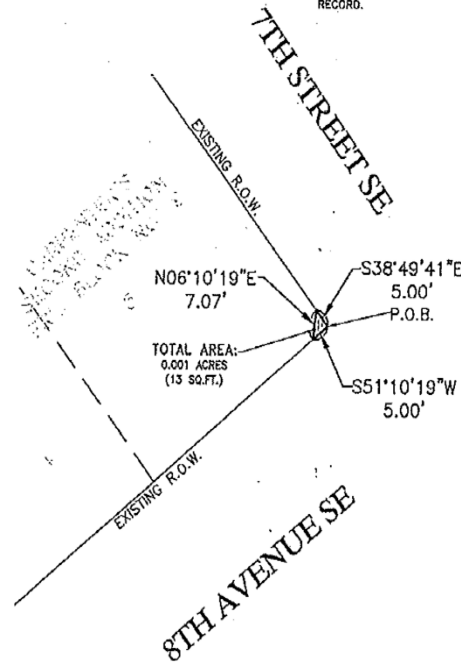 RECORD.
7TH STREET SE
EXISTING R.O.W.
N06°10'19"E
7.07'
S38°49'41"E
5.00'
P.O.B.
TOTAL AREA:
0.001 ACRES
(13 SQ.FT.)
S51°10'19"W
5.00'
EXISTING R.O.W.
8TH AVENUE SE